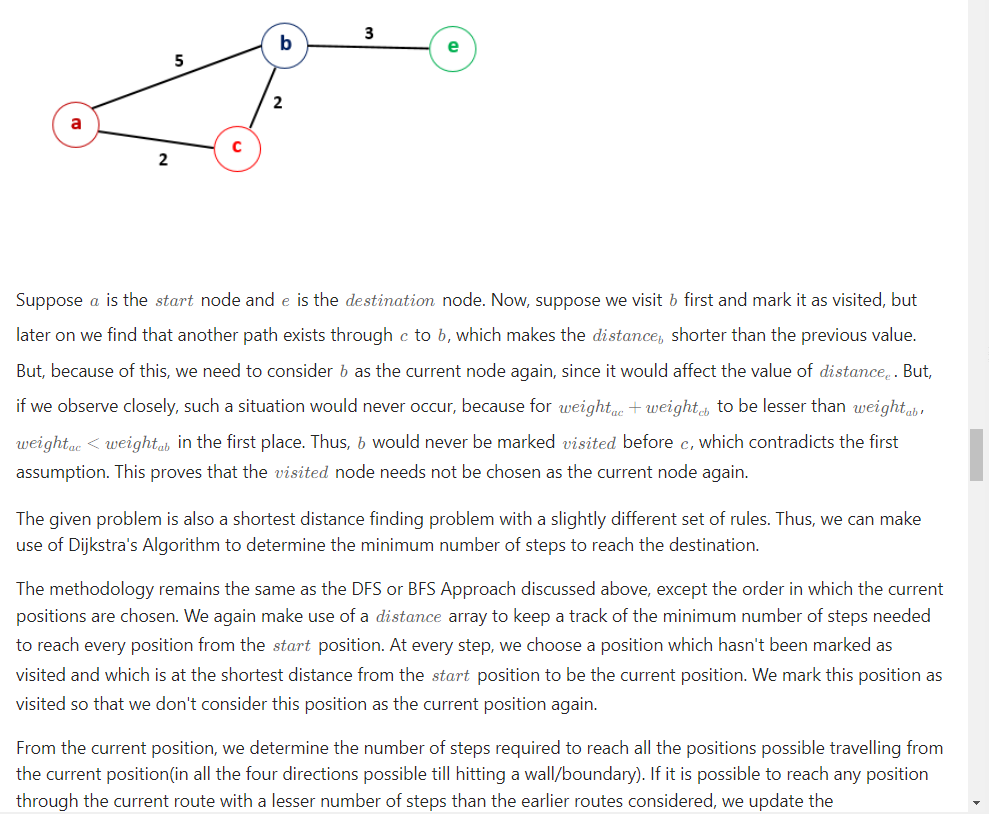 b
3
e
5
2
a
c
2
Suppose a is the start node and e is the destination node. Now, suppose we visit b first and mark it as visited, but
later on we find that another path exists through c to b, which makes the distance_b shorter than the previous value.
But, because of this, we need to consider b as the current node again, since it would affect the value of distance_e. But,
if we observe closely, such a situation would never occur, because for weight_ac + weight_cb to be lesser than weight_ab,
weight_ac < weight_ab in the first place. Thus, b would never be marked visited before c, which contradicts the first
assumption. This proves that the visited node needs not be chosen as the current node again.
The given problem is also a shortest distance finding problem with a slightly different set of rules. Thus, we can make
use of Dijkstra's Algorithm to determine the minimum number of steps to reach the destination.
The methodology remains the same as the DFS or BFS Approach discussed above, except the order in which the current
positions are chosen. We again make use of a distance array to keep a track of the minimum number of steps needed
to reach every position from the start position. At every step, we choose a position which hasn't been marked as
visited and which is at the shortest distance from the start position to be the current position. We mark this position as
visited so that we don't consider this position as the current position again.
From the current position, we determine the number of steps required to reach all the positions possible travelling from
the current position(in all the four directions possible till hitting a wall/boundary). If it is possible to reach any position
through the current route with a lesser number of steps than the earlier routes considered, we update the